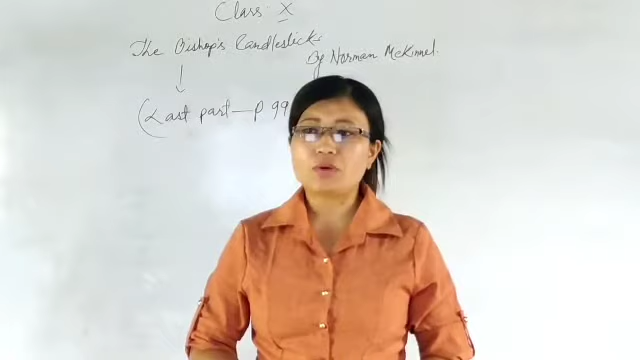 Class X
The Bishop's Candlesticks
By Norman McKinnel.
(Last part — P 99